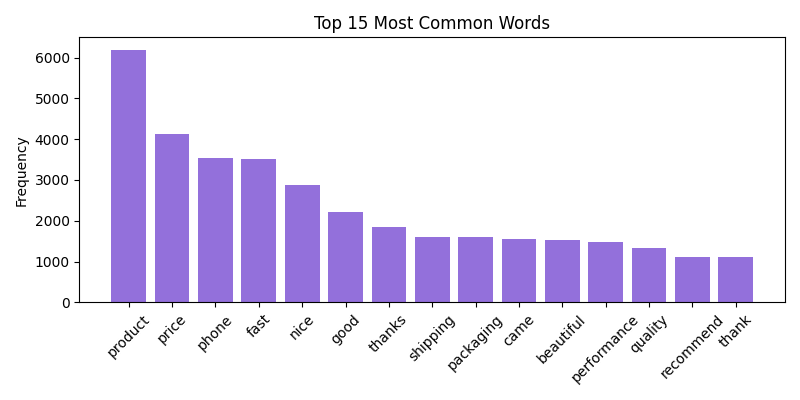 Top 15 Most Common Words
Frequency
6000
5000
4000
3000
2000
1000
0
product
price
phone
fast
nice
good
thanks
shipping
packaging
came
beautiful
performance
quality
recommend
thank